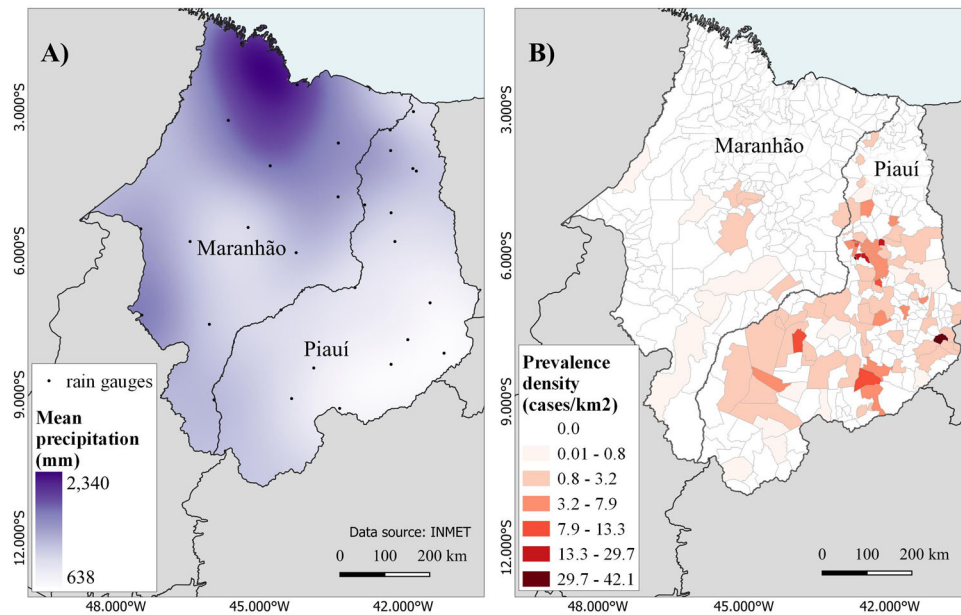 A)
3.000°S
6.000°S
9.000°S
12.000°S
Maranhão
Piauí
rain gauges
Mean
precipitation
(mm)
2,340
638
Data source: INMET
0 100 200 km
48.000°W 45.000°W 42.000°W
B)
3.000°S
6.000°S
9.000°S
12.000°S
Maranhão
Piauí
Prevalence
density
(cases/km2)
0.0
0.01 - 0.8
0.8 - 3.2
3.2 - 7.9
7.9 - 13.3
13.3 - 29.7
29.7 - 42.1
0 100 200 km
48.000°W 45.000°W 42.000°W